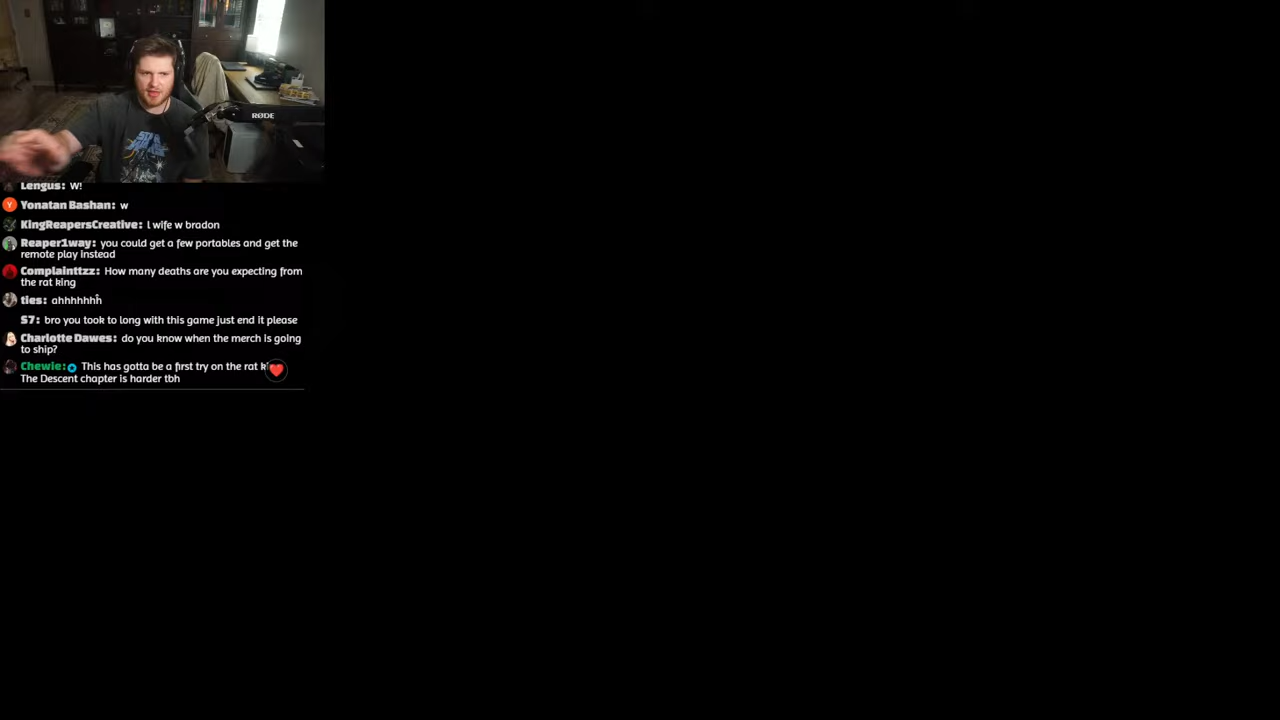 RØDE
Lengus: W!
Y Yonatan Bashan: w
KingReapersCreative: l wife w bradon
Reaper1way: you could get a few portables and get the
remote play instead
Complainttzz: How many deaths are you expecting from
the rat king
ties: ahhhhhhh
S7: bro you took to long with this game just end it please
Charlotte Dawes: do you know when the merch is going
to ship?
Chewie: This has gotta be a first try on the rat
The Descent chapter is harder tbh